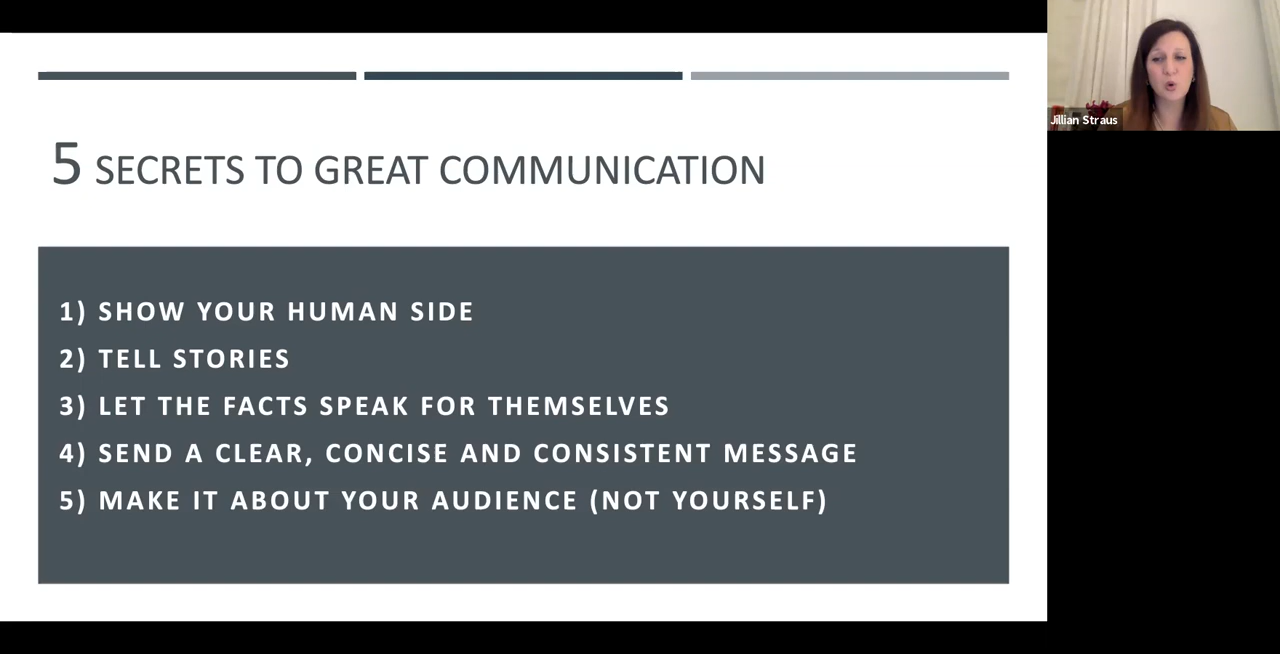 5 SECRETS TO GREAT COMMUNICATION
1) SHOW YOUR HUMAN SIDE
2) TELL STORIES
3) LET THE FACTS SPEAK FOR THEMSELVES
4) SEND A CLEAR, CONCISE AND CONSISTENT MESSAGE
5) MAKE IT ABOUT YOUR AUDIENCE (NOT YOURSELF)
Jillian Straus